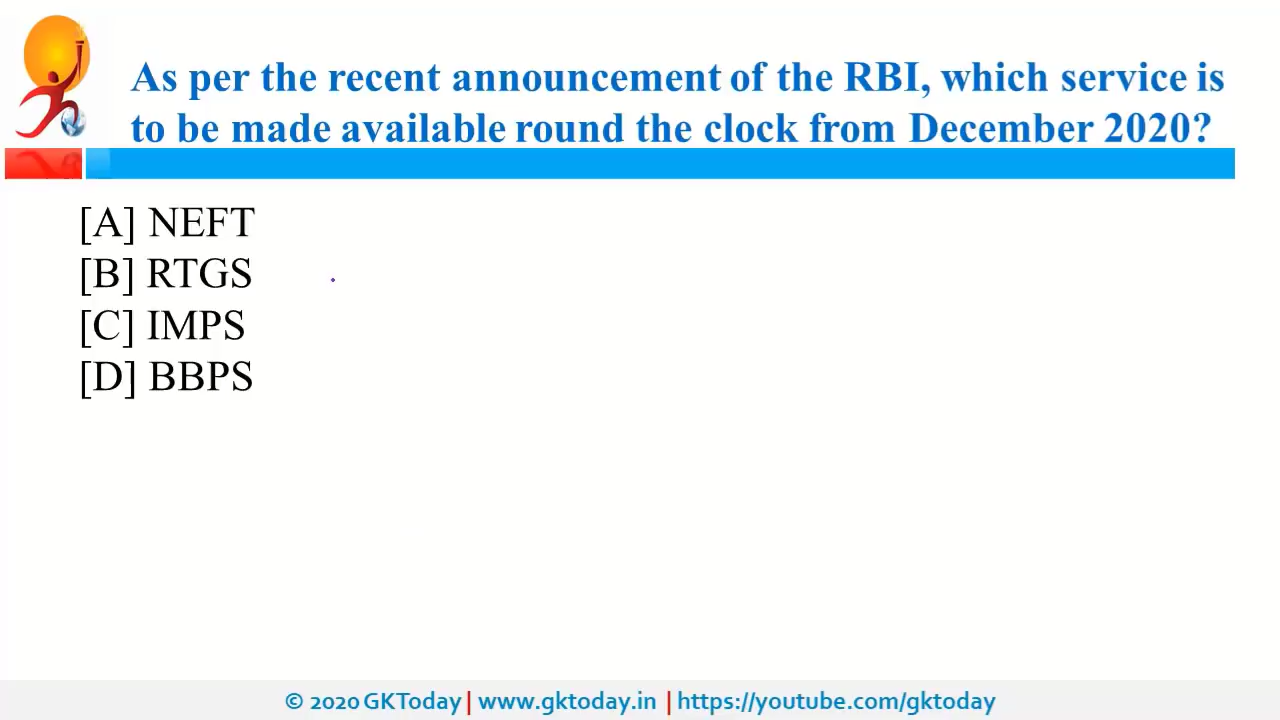 As per the recent announcement of the RBI, which service is
to be made available round the clock from December 2020?
[A] NEFT
[B] RTGS
[C] IMPS
[D] BBPS
© 2020 GKToday | www.gktoday.in | https://youtube.com/gktoday